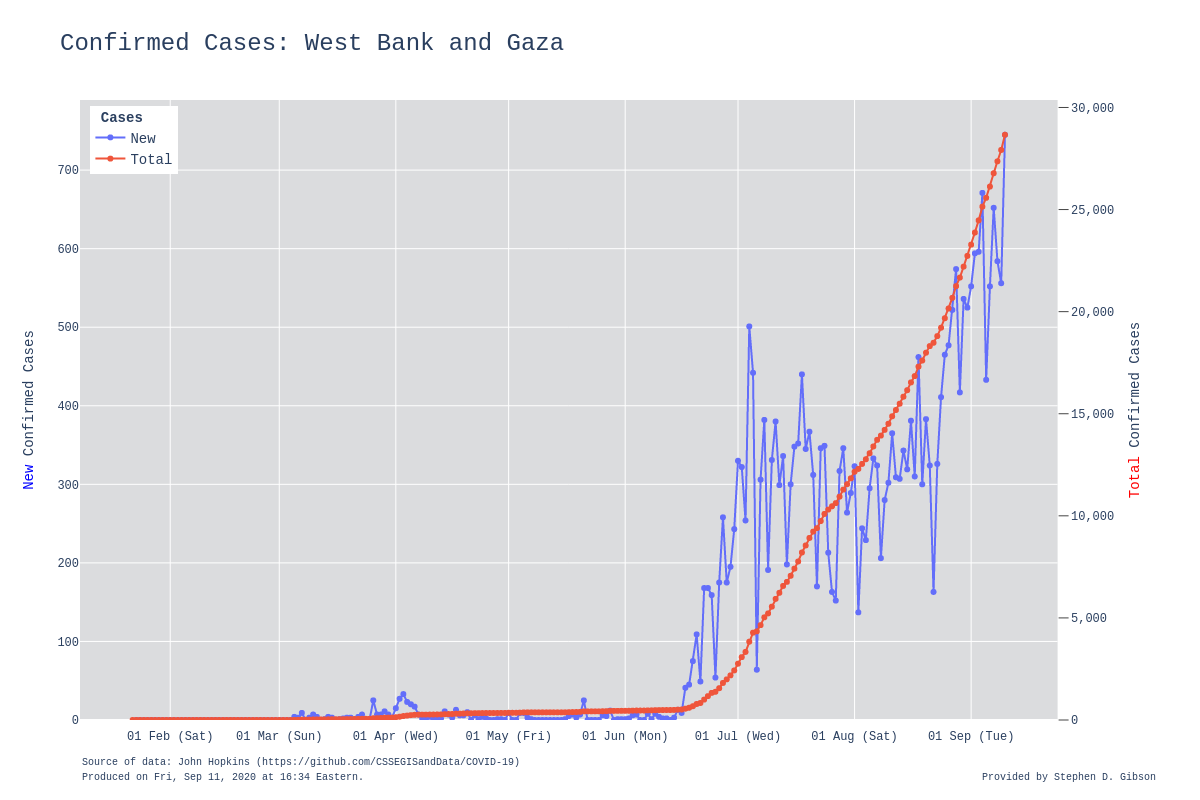 Confirmed Cases: West Bank and Gaza
Cases
New
Total
700
600
500
400
300
200
100
0
New Confirmed Cases
30,000
25,000
20,000
15,000
10,000
5,000
0
Total Confirmed Cases
01 Feb (Sat)
01 Mar (Sun)
01 Apr (Wed)
01 May (Fri)
01 Jun (Mon)
01 Jul (Wed)
01 Aug (Sat)
01 Sep (Tue)
Source of data: John Hopkins (https://github.com/CSSEGISandData/COVID-19)
Produced on Fri, Sep 11, 2020 at 16:34 Eastern.
Provided by Stephen D. Gibson